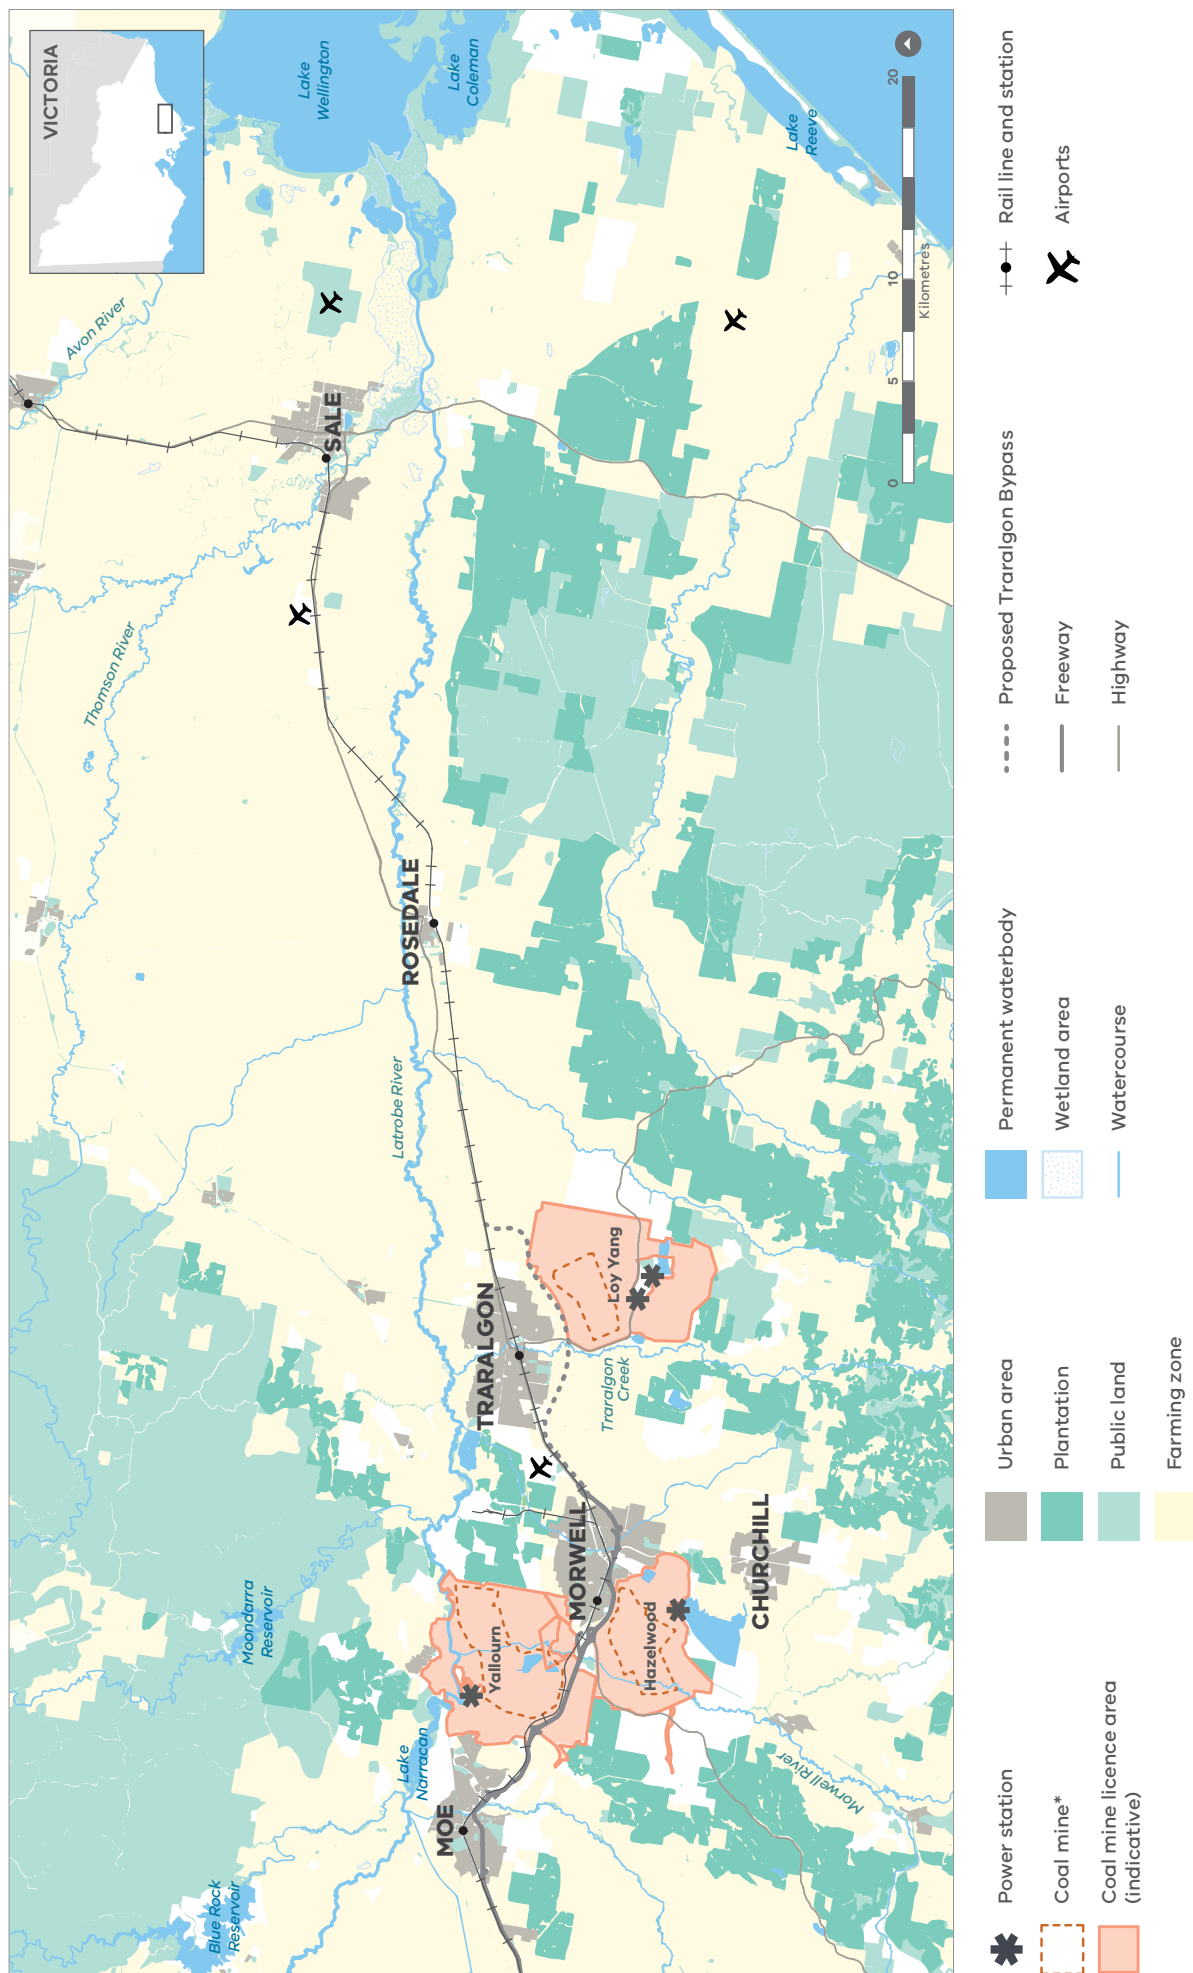 VICTORIA
Lake
Wellington
Lake
Coleman
Lake
Reeve
Avon River
SALE
Thomson River
ROSEDALE
Latrobe River
TRARALGON
Loy Yang
Traralgon
Creek
MORWELL
CHURCHILL
Hazelwood
Yallourn
Moondarra
Reservoir
Lake
Narracan
MOE
Morwell River
Blue Rock
Reservoir
0
5
10
20
Kilometres
Power station
Coal mine*
Coal mine licence area
(indicative)
Urban area
Plantation
Public land
Farming zone
Permanent waterbody
Wetland area
Watercourse
Proposed Traralgon Bypass
Freeway
Highway
Rail line and station
Airports